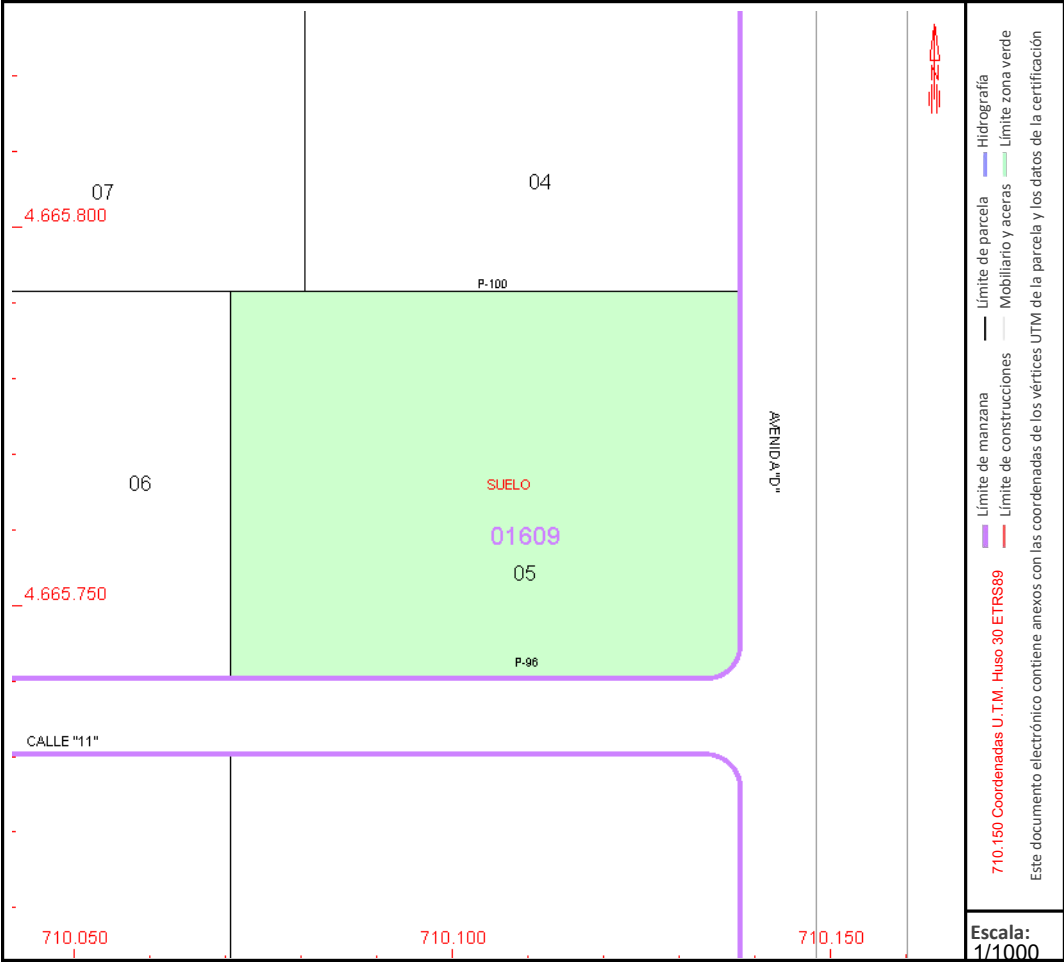 07
04
4.665.800
P-100
AVENIDA "D"
06
SUELO
01609
05
4.665.750
P-96
CALLE "11"
710.050
710.100
710.150
N
710.150 Coordenadas U.T.M. Huso 30 ETRS89
Límite de manzana
Límite de parcela
Hidrografía
Límite de construcciones
Mobiliario y aceras
Límite zona verde
Este documento electrónico contiene anexos con las coordenadas de los vértices UTM de la parcela y los datos de la certificación
Escala:
1/1000